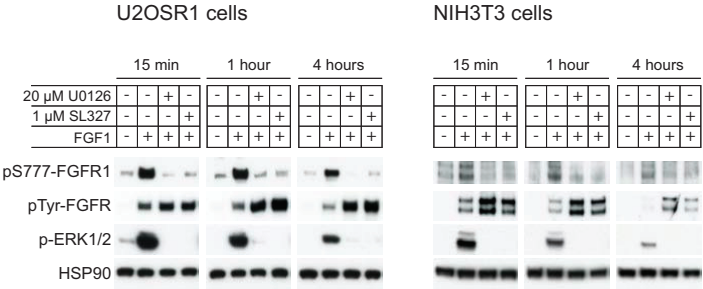 U2OSR1 cells NIH3T3 cells
15 min 1 hour 4 hours 15 min 1 hour 4 hours
20 µM U0126 - - + - - - + - - - + - - - + - - - + - - - + -
1 µM SL327 - - - + - - - + - - - + - - - + - - - + - - - +
FGF1 - + + + - + + + - + + + - + + + - + + + - + + +
pS777-FGFR1
pTyr-FGFR
p-ERK1/2
HSP90